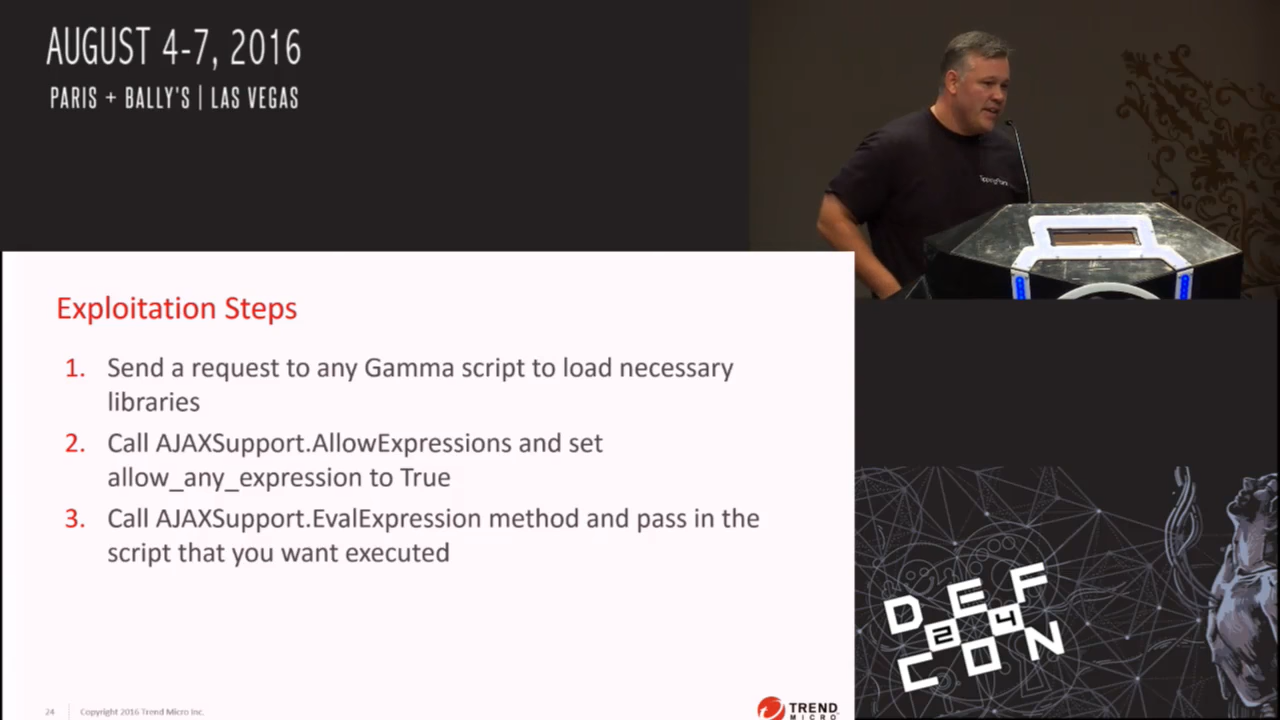 AUGUST 4-7, 2016
PARIS + BALLY'S | LAS VEGAS
Exploitation Steps
1. Send a request to any Gamma script to load necessary
libraries
2. Call AJAXSupport.AllowExpressions and set
allow_any_expression to True
3. Call AJAXSupport.EvalExpression method and pass in the
script that you want executed
24
Copyright 2016 Trend Micro Inc.
TREND
MICRO
DEF
24
CON